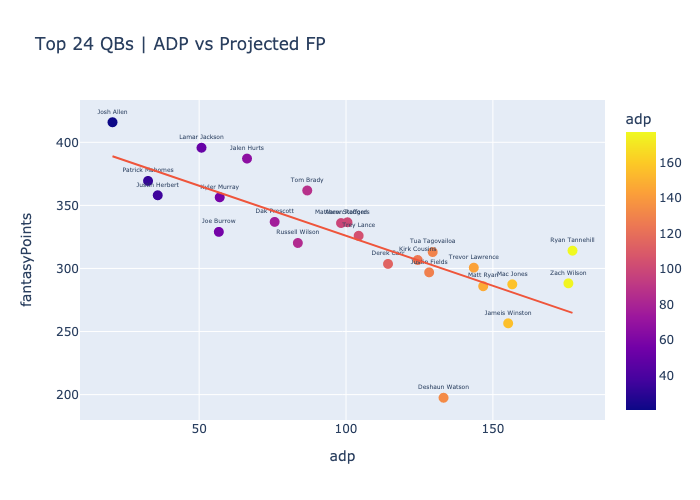 Top 24 QBs | ADP vs Projected FP
adp
Josh Allen
Lamar Jackson
Jalen Hurts
Patrick Mahomes
Justin Herbert
Kyler Murray
Tom Brady
Joe Burrow
Dak Prescott
Russell Wilson
Trey Lance
Derek Carr
Kirk Cousins
Tua Tagovailoa
Justin Fields
Trevor Lawrence
Matt Ryan
Mac Jones
Ryan Tannehill
Zach Wilson
Jameis Winston
Deshaun Watson
400
350
300
250
200
fantasyPoints
50
100
150
adp
160
140
120
100
80
60
40